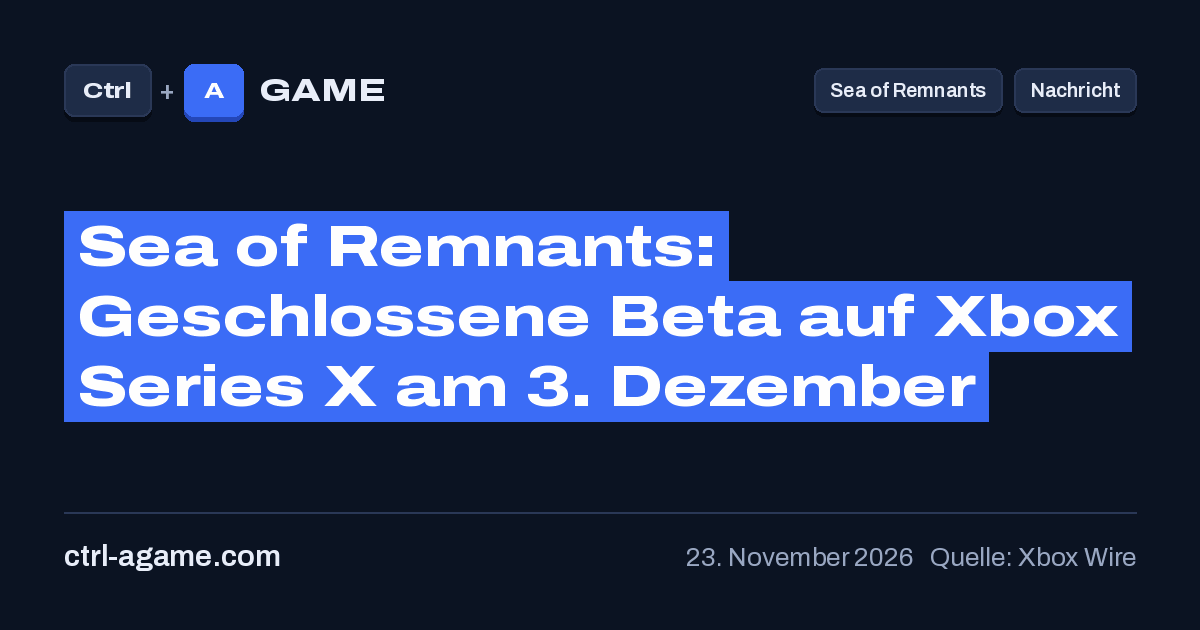 Ctrl + A GAME
Sea of Remnants Nachricht
Sea of Remnants:
Geschlossene Beta auf Xbox
Series X am 3. Dezember
ctrl-agame.com
23. November 2026 Quelle: Xbox Wire